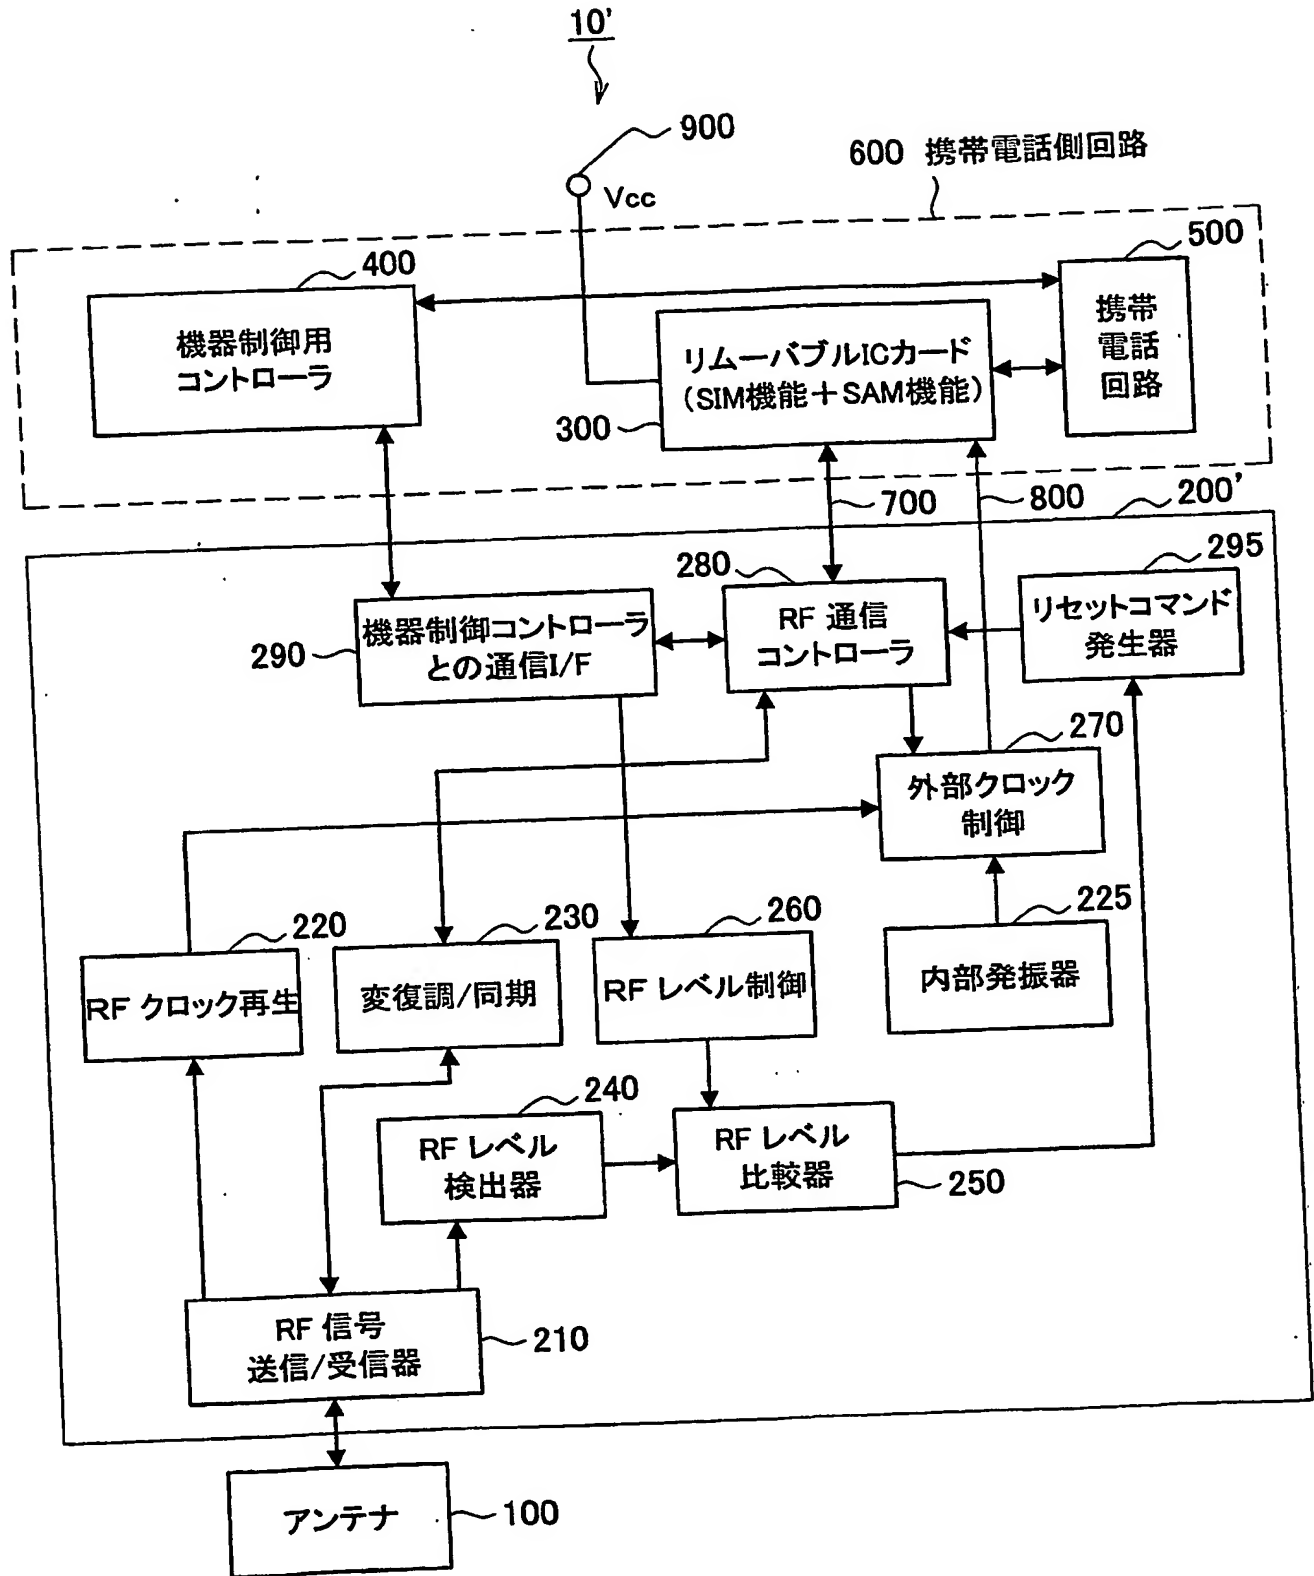 10'
900
Vcc
600 携帯電話側回路
400
機器制御用
コントローラ
500
携帯
電話
回路
リムーバブルICカード
(SIM機能+SAM機能)
300
700
800
200'
280
RF 通信
コントローラ
295
リセットコマンド
発生器
290
機器制御コントローラ
との通信I/F
270
外部クロック
制御
220
RF クロック再生
230
変復調/同期
260
RF レベル制御
225
内部発振器
240
RF レベル
検出器
RF レベル
比較器
250
RF 信号
送信/受信器
210
アンテナ
100